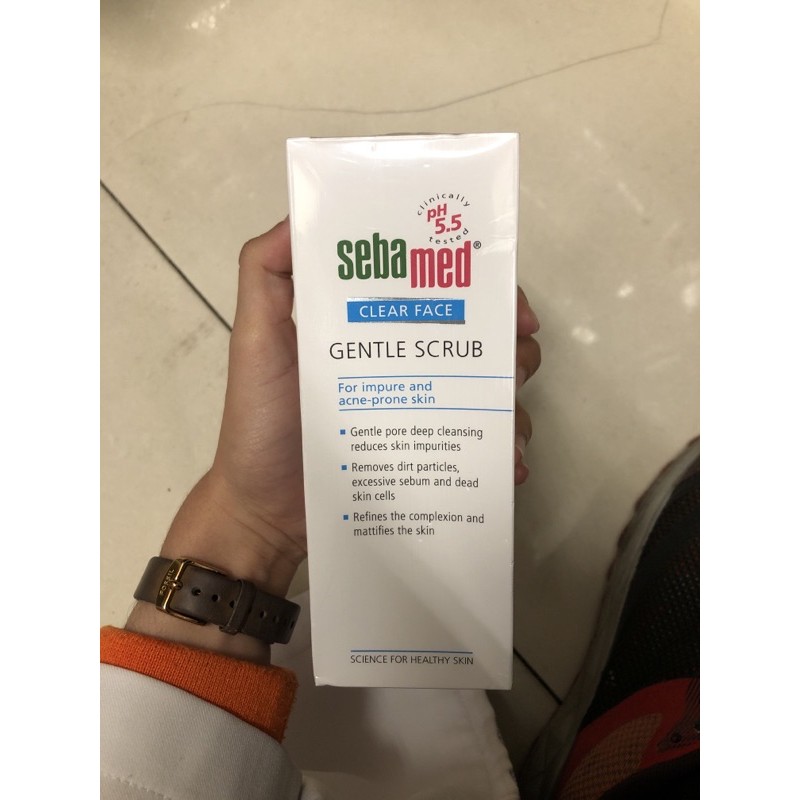 clinically
pH
5.5
tested
sebamed®
CLEAR FACE
GENTLE SCRUB
For impure and
acne-prone skin
Gentle pore deep cleansing
reduces skin impurities
Removes dirt particles,
excessive sebum and dead
skin cells
Refines the complexion and
mattifies the skin
SCIENCE FOR HEALTHY SKIN
FOSSIL